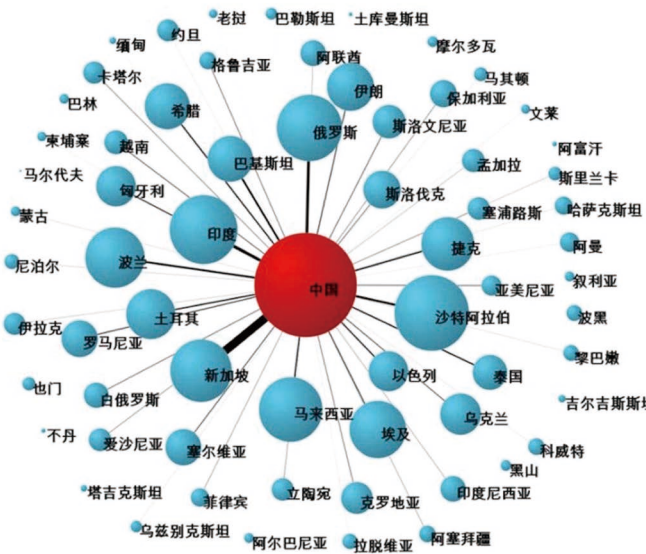 老挝
巴勒斯坦
土库曼斯坦
缅甸
约旦
阿联酋
摩尔多瓦
格鲁吉亚
卡塔尔
伊朗
马其顿
保加利亚
巴林
希腊
文莱
俄罗斯
斯洛文尼亚
柬埔寨
越南
阿富汗
巴基斯坦
孟加拉
马尔代夫
斯里兰卡
匈牙利
斯洛代克
塞浦路斯
哈萨克斯坦
蒙古
印度
捷克
阿曼
尼泊尔
波兰
中国
亚美尼亚
叙利亚
沙特阿拉伯
波黑
伊拉克
土耳其
罗马尼亚
黎巴嫩
新加坡
以色列
泰国
也门
白俄罗斯
吉尔吉斯斯坦
马来西亚
乌克兰
不丹
爱沙尼亚
埃及
塞尔维亚
科威特
黑山
塔吉克斯坦
菲律宾
立陶宛
克罗地亚
印度尼西亚
乌兹别克斯坦
阿尔巴尼亚
拉脱维亚
阿塞拜疆